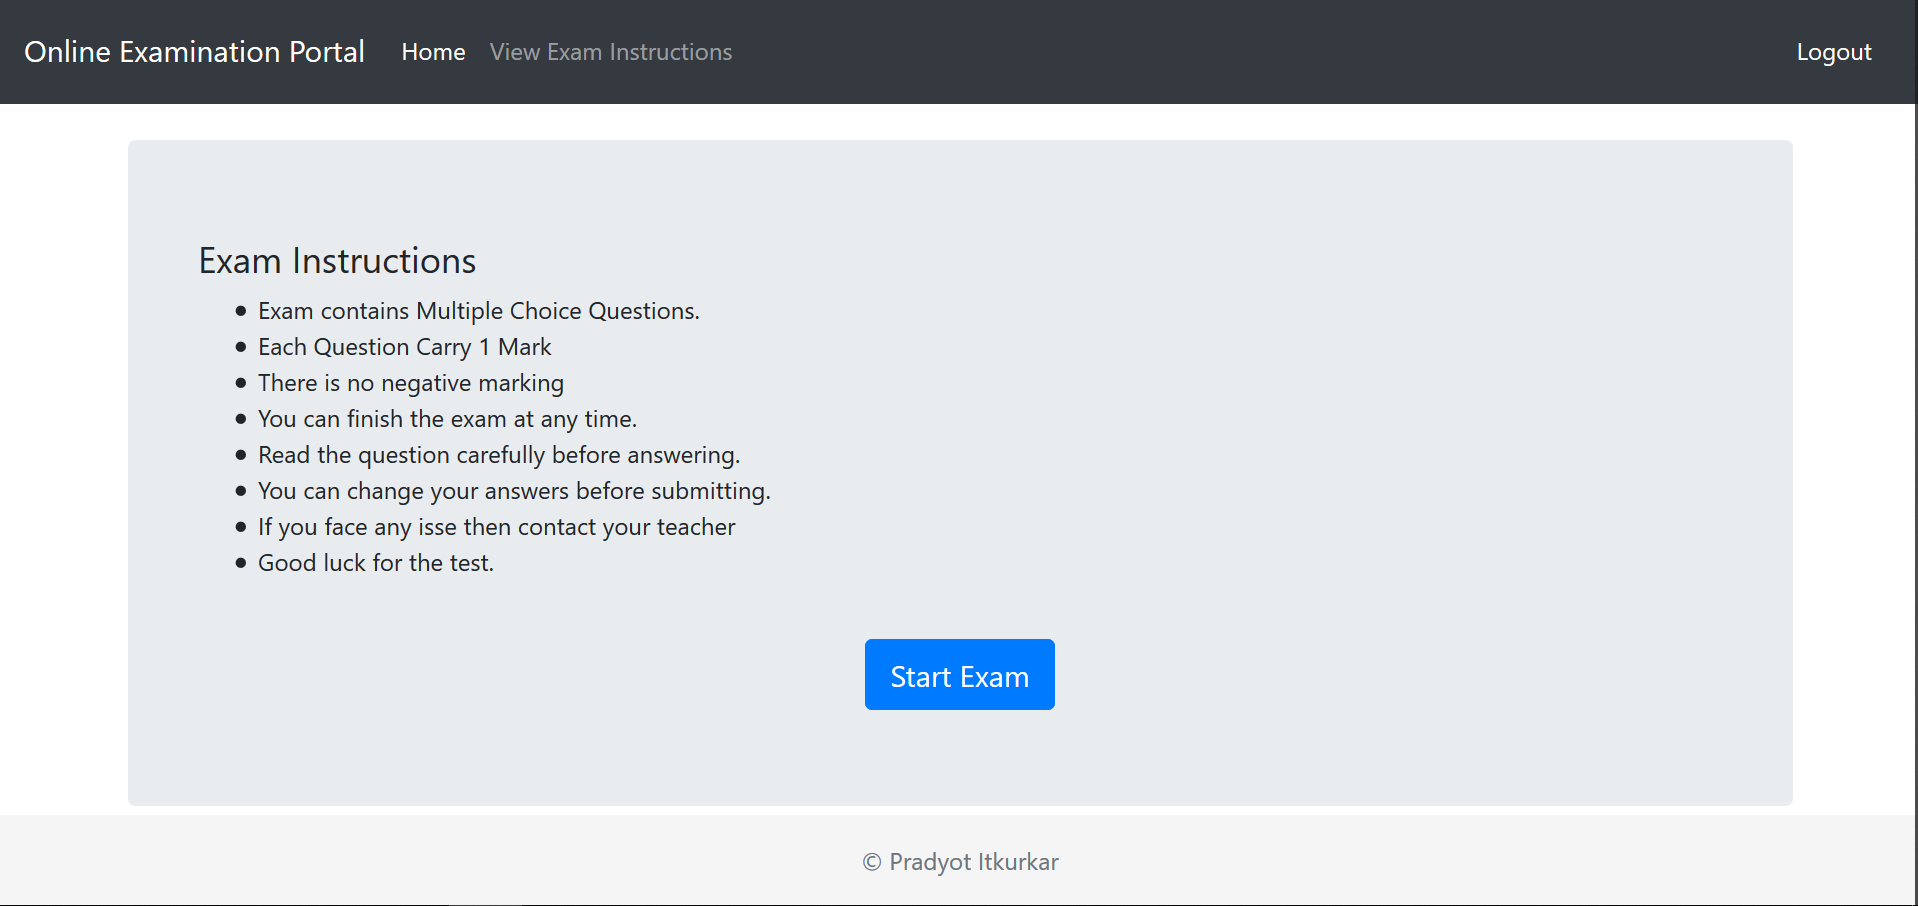 Online Examination Portal Home View Exam Instructions Logout
Exam Instructions
Exam contains Multiple Choice Questions.
Each Question Carry 1 Mark
There is no negative marking
You can finish the exam at any time.
Read the question carefully before answering.
You can change your answers before submitting.
If you face any isse then contact your teacher
Good luck for the test.
Start Exam
© Pradyot Itkurkar